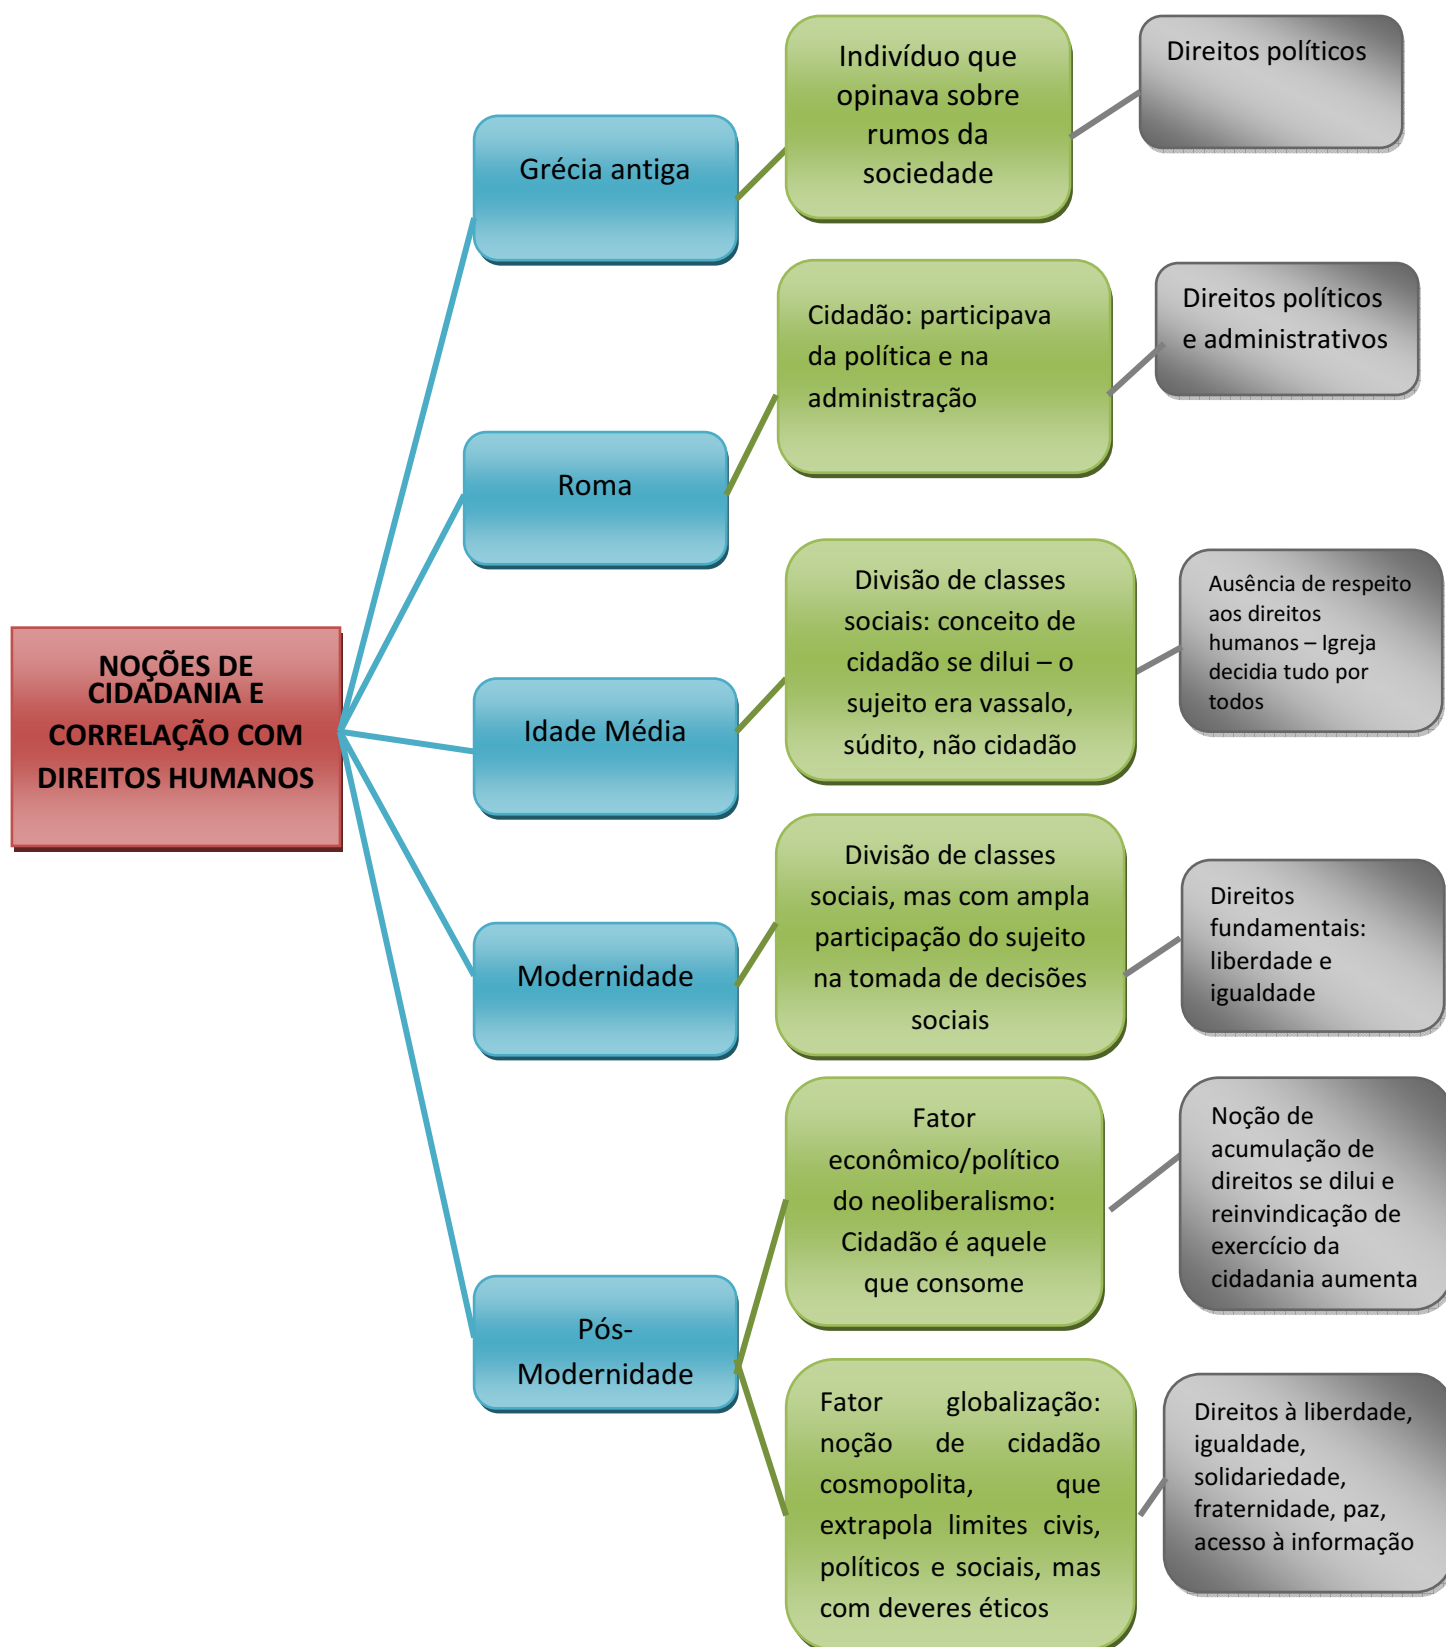 NOÇÕES DE
CIDADANIA E
CORRELAÇÃO COM
DIREITOS HUMANOS
Grécia antiga
Indivíduo que
opinava sobre
rumos da
sociedade
Direitos políticos
Roma
Cidadão: participava
da política e na
administração
Direitos políticos
e administrativos
Idade Média
Divisão de classes
sociais: conceito de
cidadão se dilui – o
sujeito era vassalo,
súdito, não cidadão
Ausência de respeito
aos direitos
humanos – Igreja
decidia tudo por
todos
Modernidade
Divisão de classes
sociais, mas com ampla
participação do sujeito
na tomada de decisões
sociais
Direitos
fundamentais:
liberdade e
igualdade
Pós-
Modernidade
Fator
econômico/político
do neoliberalismo:
Cidadão é aquele
que consome
Noção de
acumulação de
direitos se dilui e
reinvindicação de
exercício da
cidadania aumenta
Fator globalização:
noção de cidadão
cosmopolita, que
extrapola limites civis,
políticos e sociais, mas
com deveres éticos
Direitos à liberdade,
igualdade,
solidariedade,
fraternidade, paz,
acesso à informação